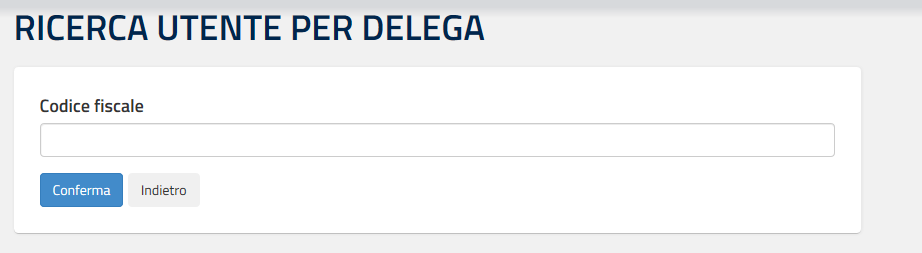 RICERCA UTENTE PER DELEGA
Codice fiscale
Conferma Indietro